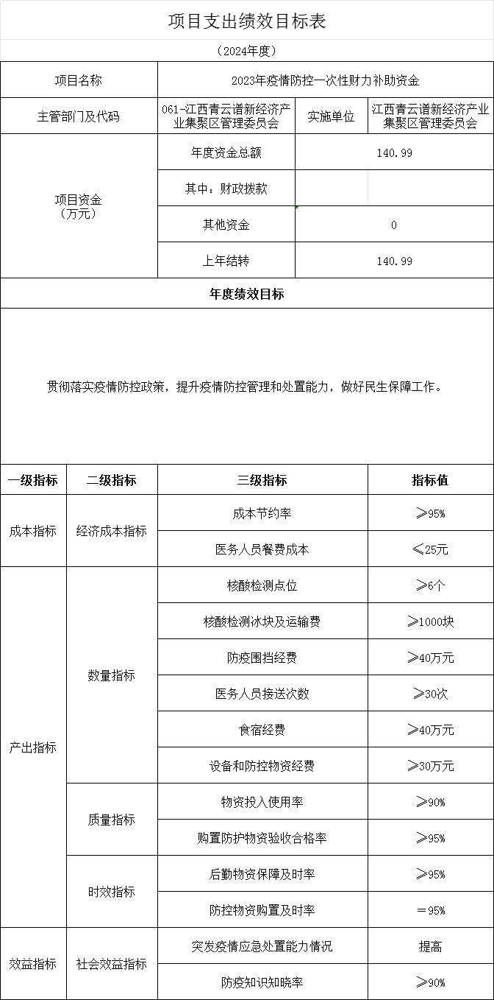 项目支出绩效目标表
（2024年度）
项目名称 2023年疫情防控一次性财力补助资金
主管部门及代码 061-江西青云谱新经济产业集聚区管理委员会 实施单位 江西青云谱新经济产业集聚区管理委员会
项目资金（万元） 年度资金总额 140.99
其中：财政拨款
其他资金 0
上年结转 140.99
年度绩效目标
贯彻落实疫情防控政策，提升疫情防控管理和处置能力，做好民生保障工作。
一级指标 二级指标 三级指标 指标值
成本指标 经济成本指标 成本节约率 ≥95%
医务人员餐费成本 ≤25元
产出指标 数量指标 核酸检测点位 ≥6个
核酸检测冰块及运输费 ≥1000块
防疫围挡经费 ≥40万元
医务人员接送次数 ≥30次
食宿经费 ≥40万元
设备和防控物资经费 ≥30万元
质量指标 物资投入使用率 ≥90%
购置防护物资验收合格率 ≥95%
时效指标 后勤物资保障及时率 ≥95%
防控物资购置及时率 ＝95%
效益指标 社会效益指标 突发疫情应急处置能力情况 提高
防疫知识知晓率 ≥90%